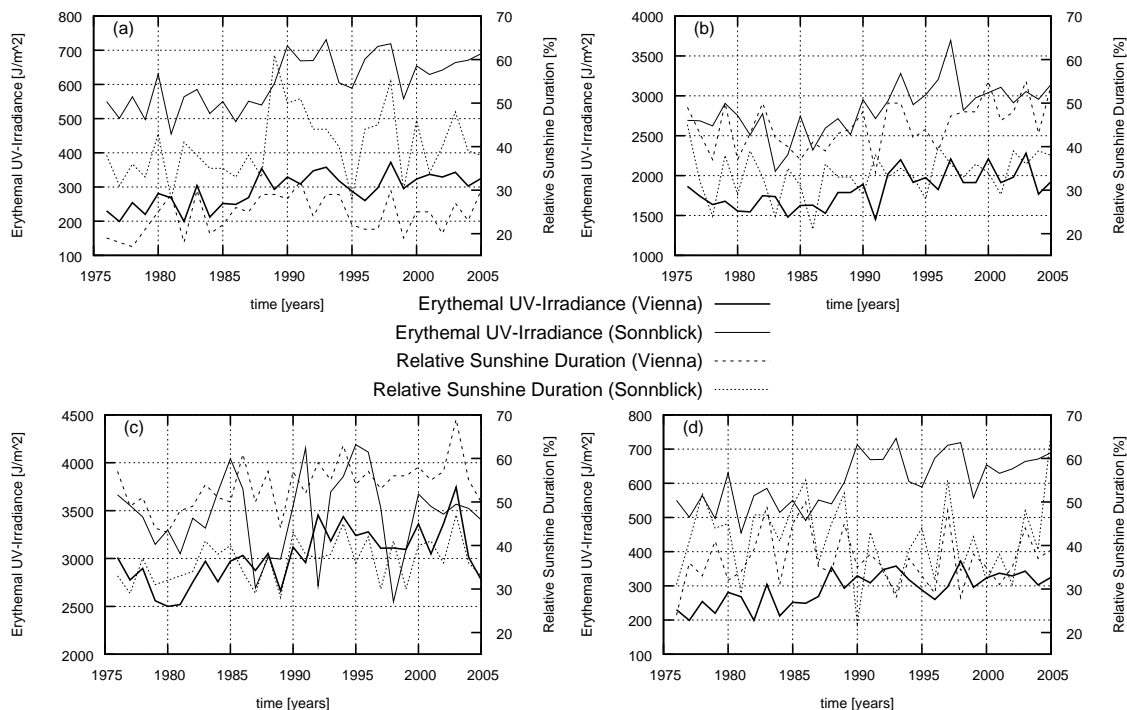 (a)
Erythemal UV-Irradiance [J/m^2]
800
700
600
500
400
300
200
100
70
60
50
40
30
20
Relative Sunshine Duration [%]
1975 1980 1985 1990 1995 2000 2005
time [years]
(b)
Erythemal UV-Irradiance [J/m^2]
4000
3500
3000
2500
2000
1500
1000
70
60
50
40
30
20
Relative Sunshine Duration [%]
1975 1980 1985 1990 1995 2000 2005
time [years]
Erythemal UV-Irradiance (Vienna)
Erythemal UV-Irradiance (Sonnblick)
Relative Sunshine Duration (Vienna)
Relative Sunshine Duration (Sonnblick)
(c)
Erythemal UV-Irradiance [J/m^2]
4500
4000
3500
3000
2500
2000
70
60
50
40
30
20
Relative Sunshine Duration [%]
1975 1980 1985 1990 1995 2000 2005
time [years]
(d)
Erythemal UV-Irradiance [J/m^2]
800
700
600
500
400
300
200
100
70
60
50
40
30
20
Relative Sunshine Duration [%]
1975 1980 1985 1990 1995 2000 2005
time [years]